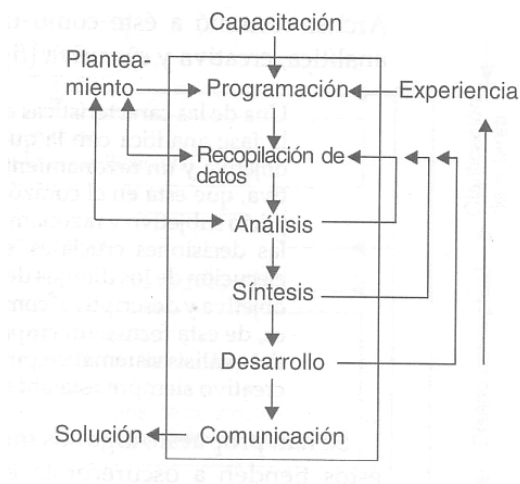 Capacitación
Plantea-
miento
Programación
Experiencia
Recopilación de
datos
Análisis
Síntesis
Desarrollo
Solución
Comunicación